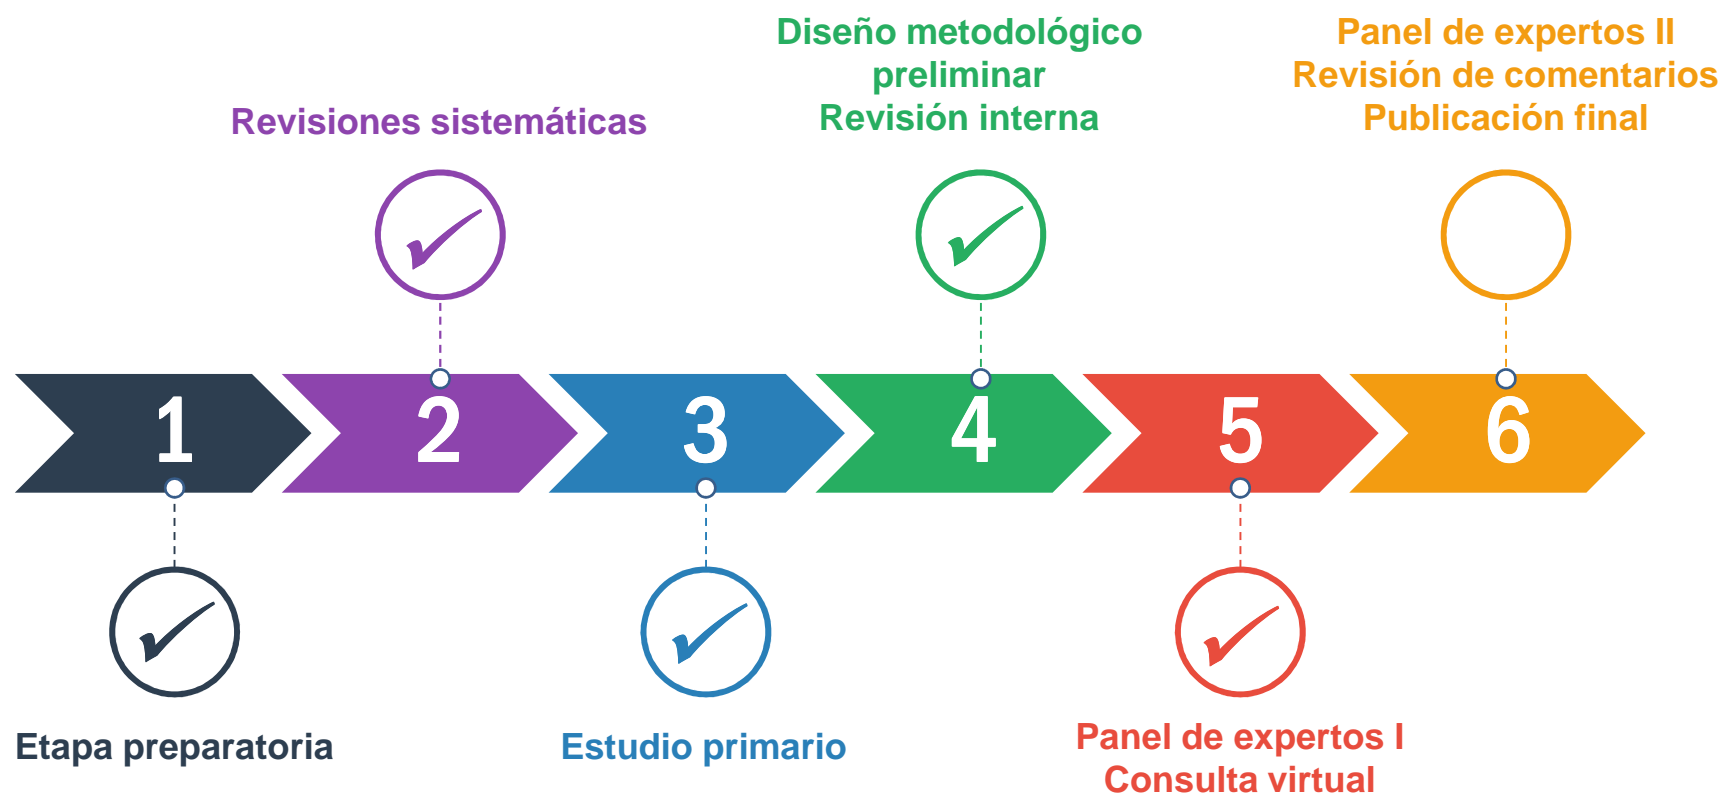 Diseño metodológico
preliminar
Revisión interna
Panel de expertos II
Revisión de comentarios
Publicación final
Revisiones sistemáticas
1
2
3
4
5
6
Etapa preparatoria
Estudio primario
Panel de expertos I
Consulta virtual